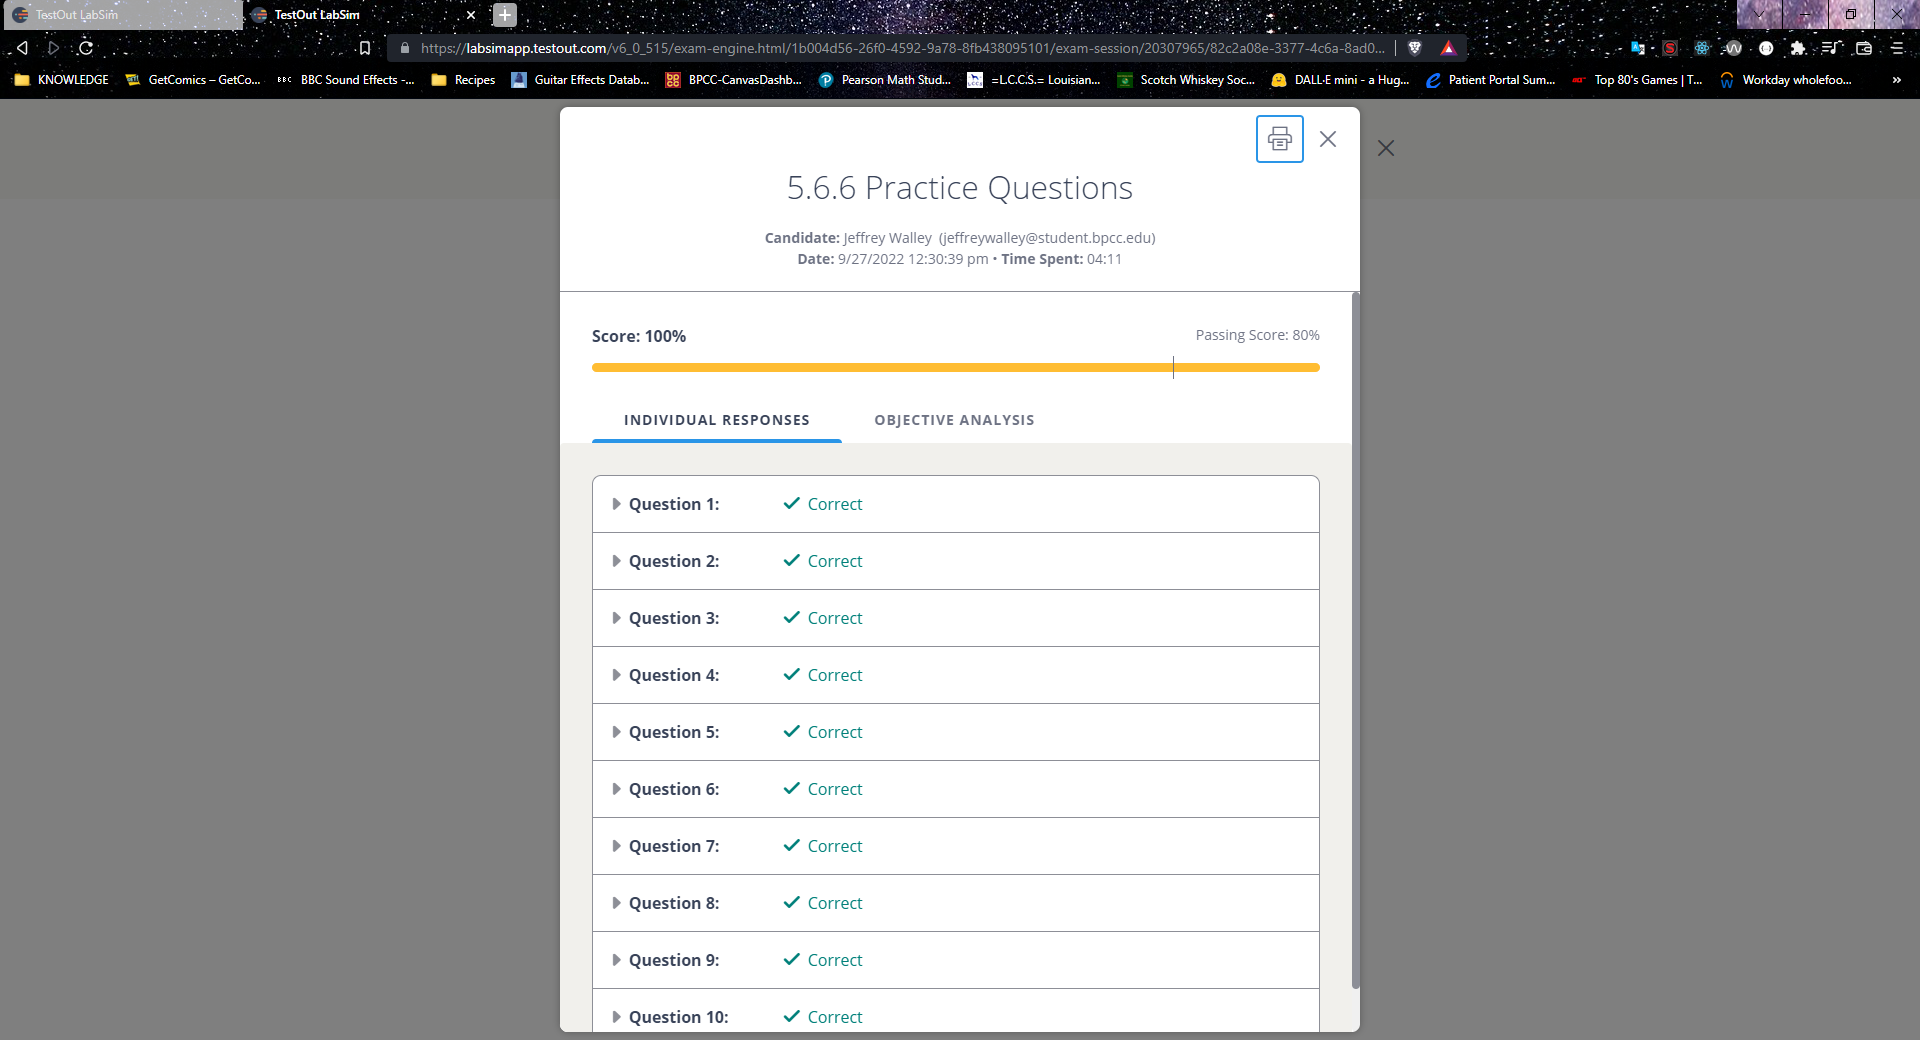 TestOut LabSim
TestOut LabSim
https://labsimapp.testout.com/v6_0_515/exam-engine.html/1b004d56-26f0-4592-9a78-8fb438095101/exam-session/20307965/82c2a08e-3377-4c6a-8ad0...
KNOWLEDGE
GetComics – GetCo...
BBC BBC Sound Effects -...
Recipes
Guitar Effects Datab...
BPCC-CanvasDashb...
Pearson Math Stud...
=L.C.C.S.= Louisian...
Scotch Whiskey Soc...
DALL·E mini - a Hug...
Patient Portal Sum...
Top 80's Games | T...
Workday wholefoo...
»
5.6.6 Practice Questions
Candidate: Jeffrey Walley (jeffreywalley@student.bpcc.edu)
Date: 9/27/2022 12:30:39 pm • Time Spent: 04:11
Score: 100%
Passing Score: 80%
INDIVIDUAL RESPONSES
OBJECTIVE ANALYSIS
Question 1: Correct
Question 2: Correct
Question 3: Correct
Question 4: Correct
Question 5: Correct
Question 6: Correct
Question 7: Correct
Question 8: Correct
Question 9: Correct
Question 10: Correct